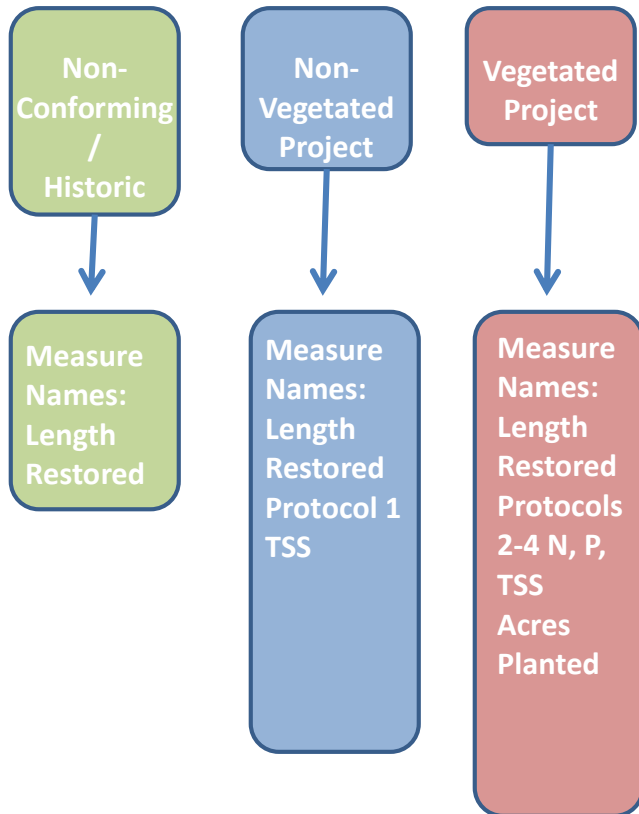 Non-
Conforming
/
Historic
Non-
Vegetated
Project
Vegetated
Project
Measure
Names:
Length
Restored
Measure
Names:
Length
Restored
Protocol 1
TSS
Measure
Names:
Length
Restored
Protocols
2-4 N, P,
TSS
Acres
Planted